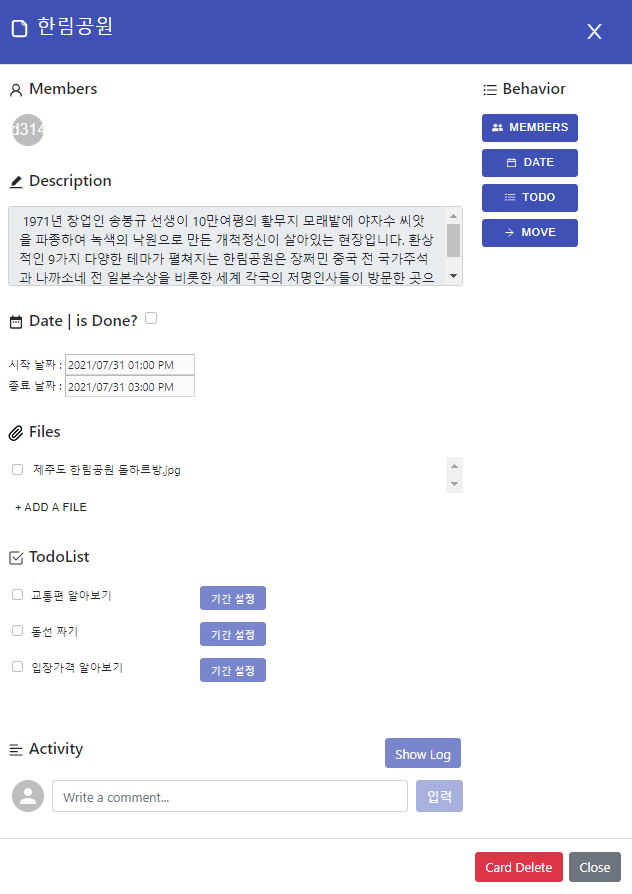 한림공원
X
Members
d314
Description
1971년 창업인 송봉규 선생이 10만여평의 황무지 모래밭에 야자수 씨앗
을 파종하여 녹색의 낙원으로 만든 개척정신이 살아있는 현장입니다. 환상
적인 9가지 다양한 테마가 펼쳐지는 한림공원은 장쩌민 중국 전 국가주석
과 나까소네 전 일본수상을 비롯한 세계 각국의 저명인사들이 방문한 곳으
Date | is Done?
시작 날짜 : 2021/07/31 01:00 PM
종료 날짜 : 2021/07/31 03:00 PM
Files
제주도 한림공원 돌하르방.jpg
+ ADD A FILE
TodoList
교통편 알아보기 기간 설정
동선 짜기 기간 설정
입장가격 알아보기 기간 설정
Activity Show Log
Write a comment... 입력
Behavior
MEMBERS
DATE
TODO
MOVE
Card Delete Close